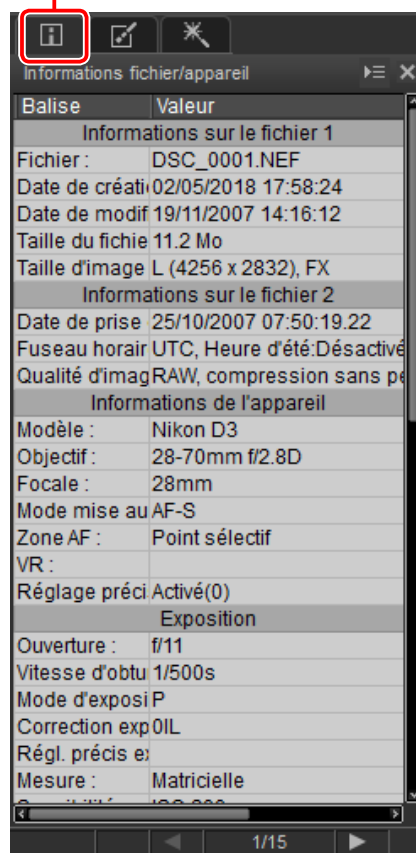 Informations fichier/appareil
Balise Valeur
Informations sur le fichier 1
Fichier : DSC_0001.NEF
Date de créati 02/05/2018 17:58:24
Date de modif 19/11/2007 14:16:12
Taille du fichie 11.2 Mo
Taille d'image L (4256 x 2832), FX
Informations sur le fichier 2
Date de prise 25/10/2007 07:50:19.22
Fuseau horair UTC, Heure d'été:Désactivé
Qualité d'imag RAW, compression sans pe
Informations de l'appareil
Modèle : Nikon D3
Objectif : 28-70mm f/2.8D
Focale : 28mm
Mode mise au AF-S
Zone AF : Point sélectif
VR :
Réglage préci Activé(0)
Exposition
Ouverture : f/11
Vitesse d'obtu 1/500s
Mode d'exposi P
Correction exp 0IL
Régl. précis ex
Mesure : Matricielle
1/15